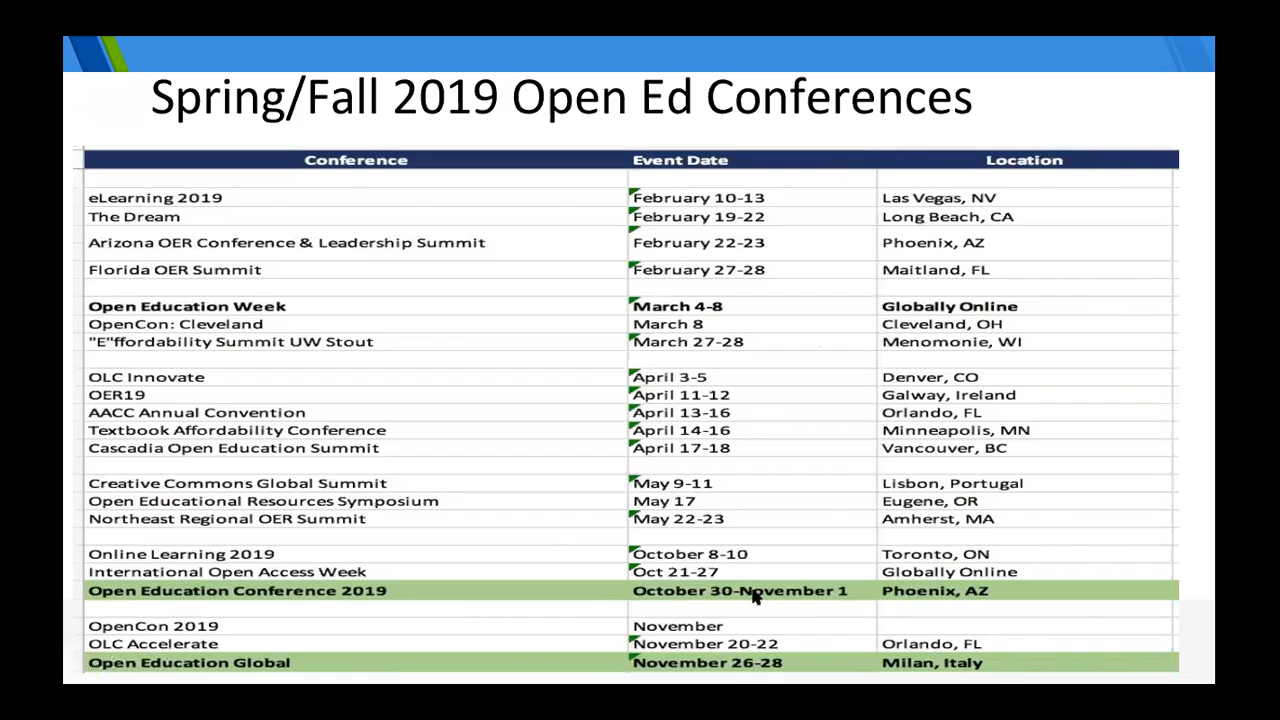 Spring/Fall 2019 Open Ed Conferences
Conference Event Date Location
eLearning 2019 February 10-13 Las Vegas, NV
The Dream February 19-22 Long Beach, CA
Arizona OER Conference & Leadership Summit February 22-23 Phoenix, AZ
Florida OER Summit February 27-28 Maitland, FL
Open Education Week March 4-8 Globally Online
OpenCon: Cleveland March 8 Cleveland, OH
"E"ffordability Summit UW Stout March 27-28 Menomonie, WI
OLC Innovate April 3-5 Denver, CO
OER19 April 11-12 Galway, Ireland
AACC Annual Convention April 13-16 Orlando, FL
Textbook Affordability Conference April 14-16 Minneapolis, MN
Cascadia Open Education Summit April 17-18 Vancouver, BC
Creative Commons Global Summit May 9-11 Lisbon, Portugal
Open Educational Resources Symposium May 17 Eugene, OR
Northeast Regional OER Summit May 22-23 Amherst, MA
Online Learning 2019 October 8-10 Toronto, ON
International Open Access Week Oct 21-27 Globally Online
Open Education Conference 2019 October 30-November 1 Phoenix, AZ
OpenCon 2019 November
OLC Accelerate November 20-22 Orlando, FL
Open Education Global November 26-28 Milan, Italy